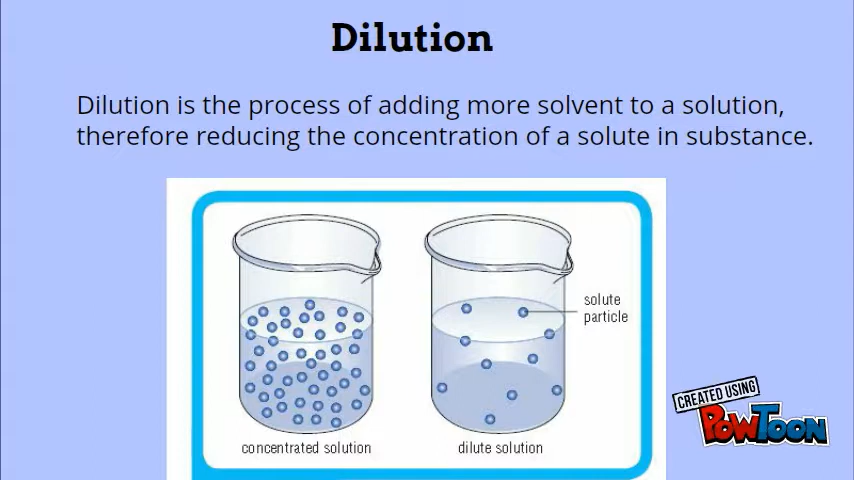 Dilution
Dilution is the process of adding more solvent to a solution,
therefore reducing the concentration of a solute in substance.
solute
particle
concentrated solution
dilute solution
CREATED USING
POWTOON